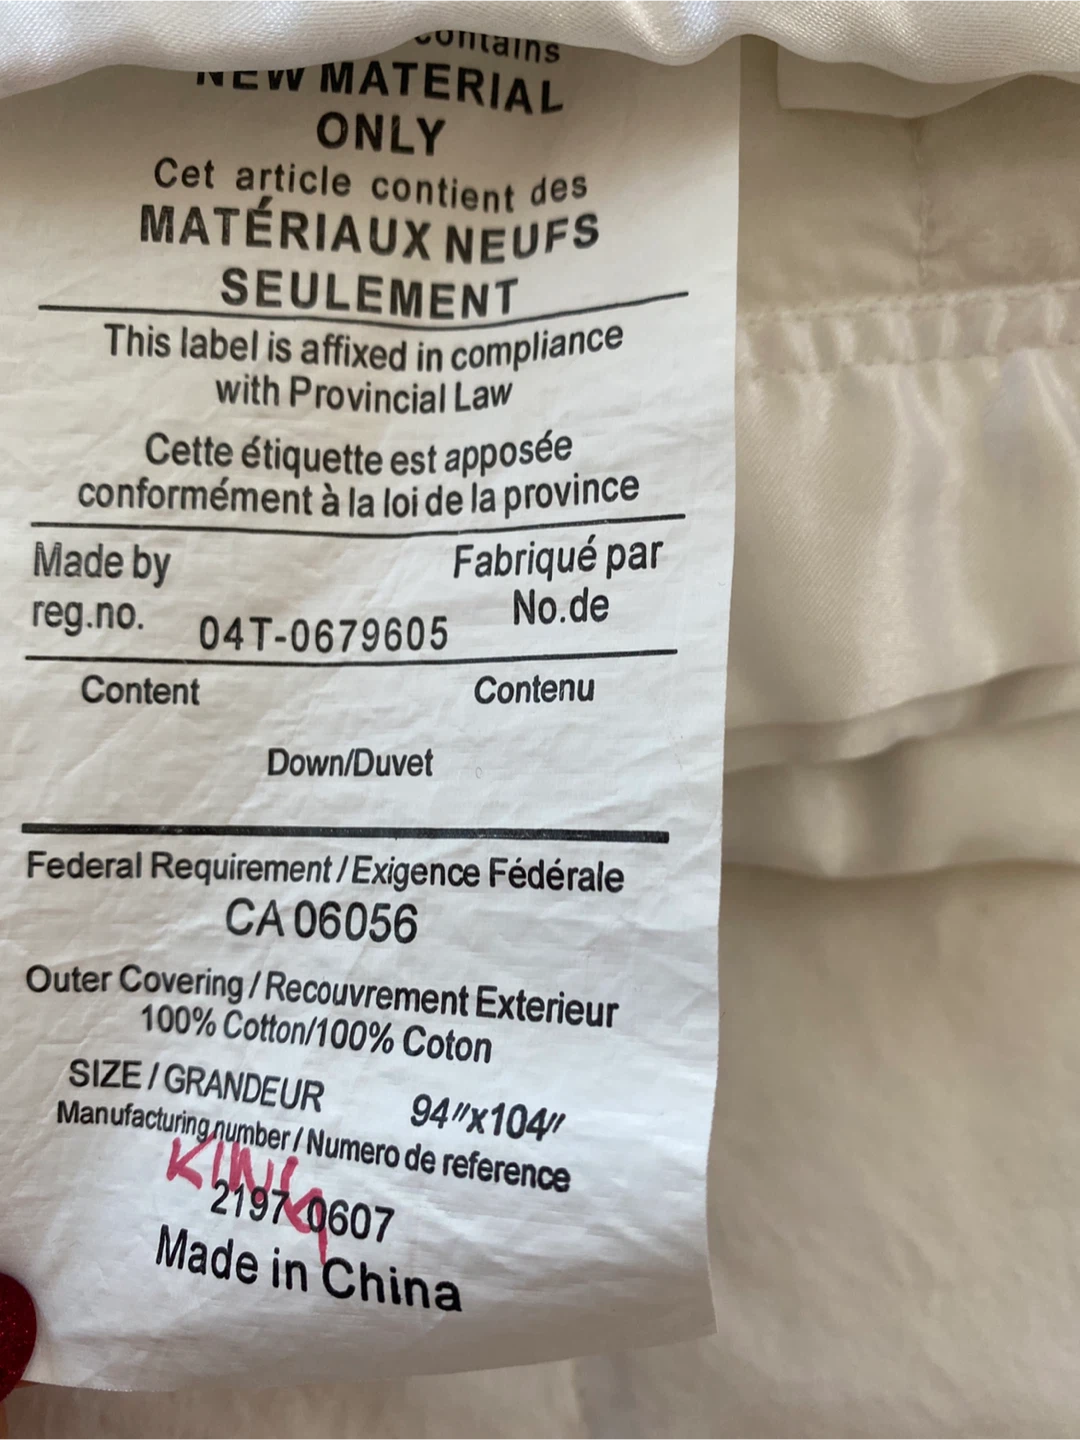 contains
NEW MATERIAL
ONLY
Cet article contient des
MATÉRIAUX NEUFS
SEULEMENT
This label is affixed in compliance
with Provincial Law
Cette étiquette est apposée
conformément à la loi de la province
Made by Fabriqué par
reg.no. 04T-0679605 No.de
Content Contenu
Down/Duvet
Federal Requirement / Exigence Fédérale
CA 06056
Outer Covering / Recouvrement Exterieur
100% Cotton/100% Coton
SIZE / GRANDEUR 94"x104"
Manufacturing number / Numero de reference
KING
2197 0607
Made in China